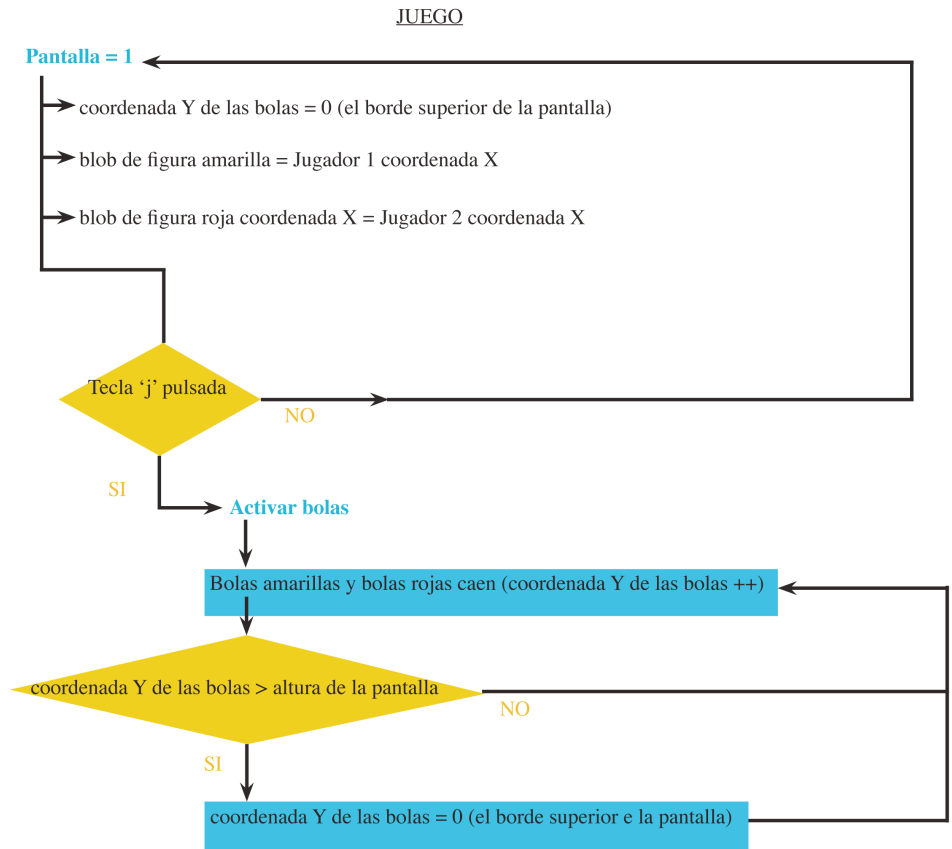 JUEGO
Pantalla = 1
coordenada Y de las bolas = 0 (el borde superior de la pantalla)
blob de figura amarilla = Jugador 1 coordenada X
blob de figura roja coordenada X = Jugador 2 coordenada X
Tecla ‘j’ pulsada
NO
SI
Activar bolas
Bolas amarillas y bolas rojas caen (coordenada Y de las bolas ++)
coordenada Y de las bolas > altura de la pantalla
NO
SI
coordenada Y de las bolas = 0 (el borde superior e la pantalla)